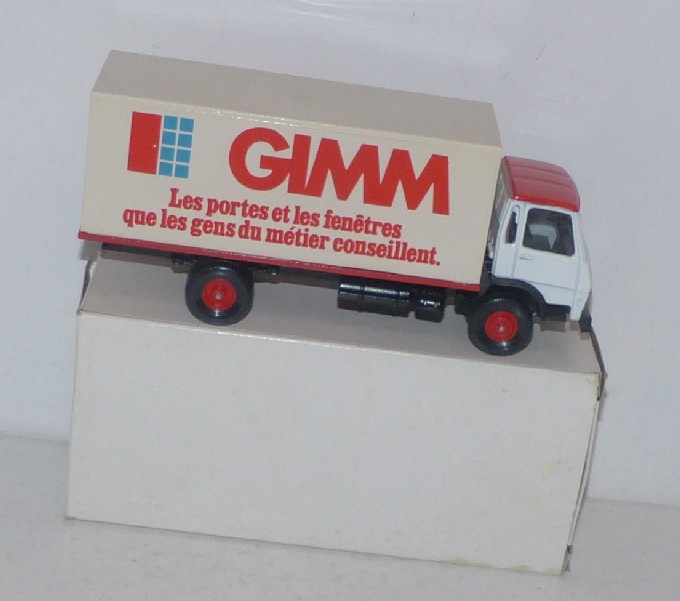 GIMM
Les portes et les fenêtres
que les gens du métier conseillent.